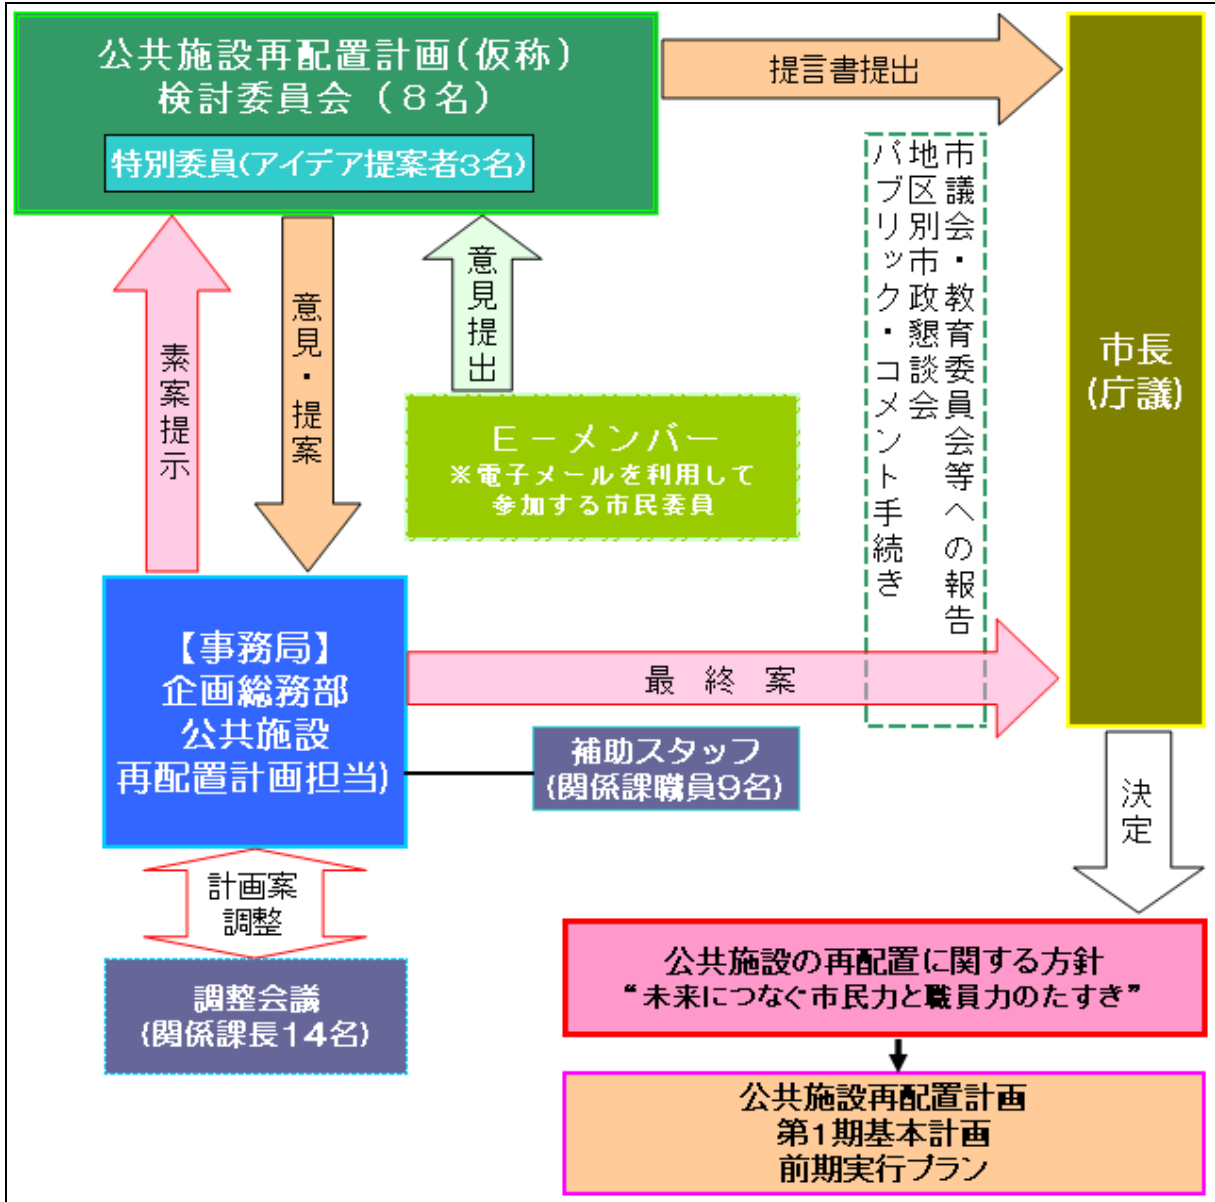 公共施設再配置計画(仮称)
検討委員会(8名)
特別委員(アイデア提案者3名)
提言書提出
市議会・教育委員会等への報告
地区別市政懇談会
パブリック・コメント手続き
市長
(庁議)
素案提示
意見・提案
意見提出
E-メンバー
※電子メールを利用して
参加する市民委員
【事務局】
企画総務部
公共施設
再配置計画担当)
最終案
補助スタッフ
(関係課職員9名)
決定
計画案
調整
調整会議
(関係課長14名)
公共施設の再配置に関する方針
“未来につなぐ市民力と職員力のたすき”
公共施設再配置計画
第1期基本計画
前期実行プラン